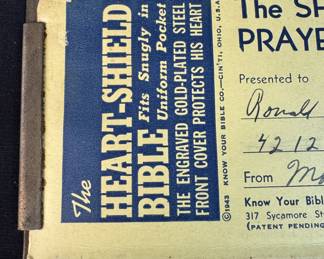 The
HEART-SHIELD
BIBLE Fits Snugly in
Uniform Pocket
THE ENGRAVED GOLD-PLATED STEEL
FRONT COVER PROTECTS HIS HEART
©1943 KNOW YOUR BIBLE CO.—CIN'TI, OHIO, U.S.A.
The
PRAYE
Presented to
Ronald
4212
From
Know Your Bibl
317 Sycamore St
(PATENT PENDING